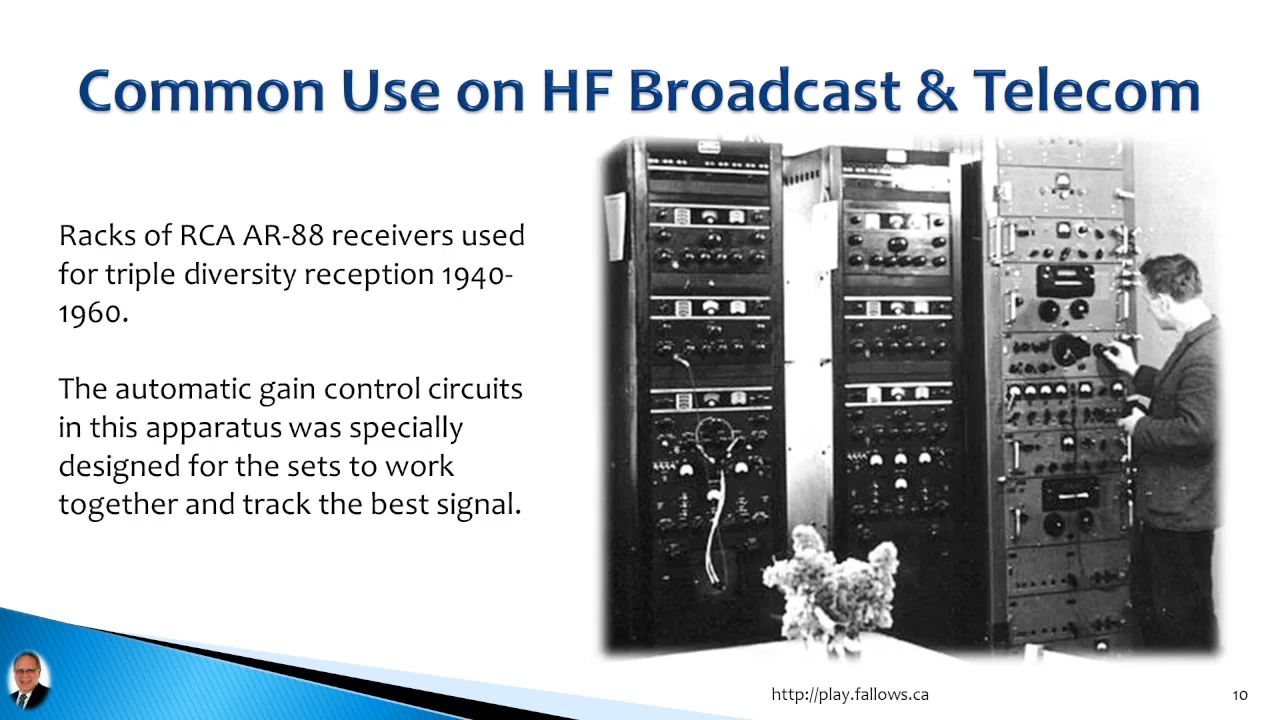 Common Use on HF Broadcast & Telecom
Racks of RCA AR-88 receivers used
for triple diversity reception 1940-
1960.
The automatic gain control circuits
in this apparatus was specially
designed for the sets to work
together and track the best signal.
http://play.fallows.ca
10